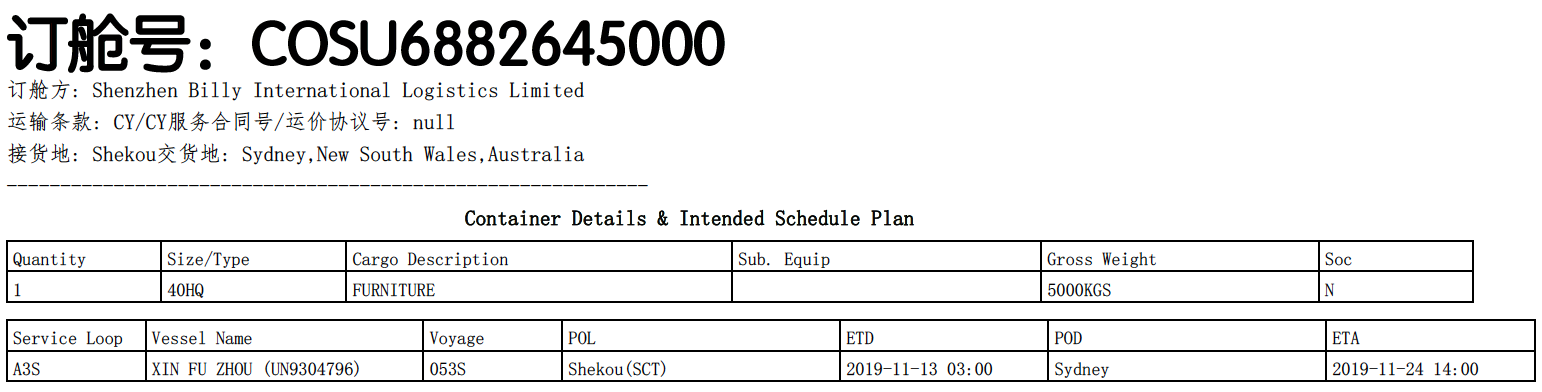 订舱号：COSU6882645000
订舱方：Shenzhen Billy International Logistics Limited
运输条款：CY/CY服务合同号/运价协议号：null
接货地：Shekou交货地：Sydney,New South Wales,Australia
------------------------------------------------------------
Container Details & Intended Schedule Plan
Quantity Size/Type Cargo Description Sub. Equip Gross Weight Soc
1 40HQ FURNITURE 5000KGS N
Service Loop Vessel Name Voyage POL ETD POD ETA
A3S XIN FU ZHOU (UN9304796) 053S Shekou(SCT) 2019-11-13 03:00 Sydney 2019-11-24 14:00